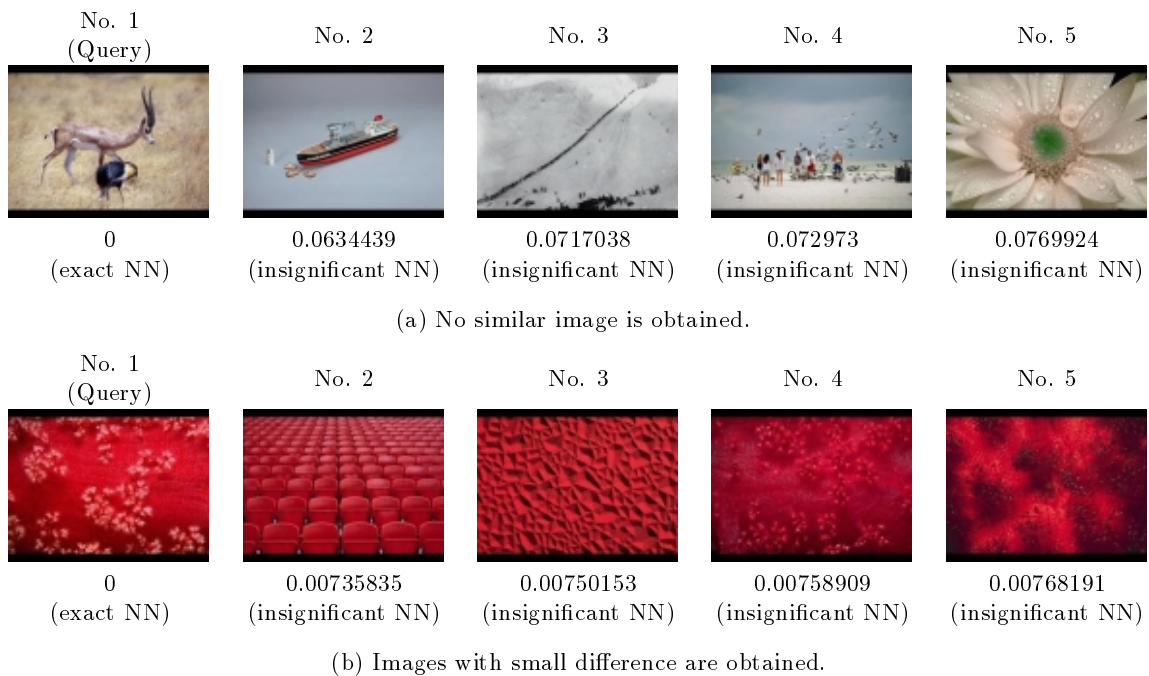 No. 1
(Query)
No. 2
No. 3
No. 4
No. 5
0
(exact NN)
0.0634439
(insignificant NN)
0.0717038
(insignificant NN)
0.072973
(insignificant NN)
0.0769924
(insignificant NN)
(a) No similar image is obtained.
No. 1
(Query)
No. 2
No. 3
No. 4
No. 5
0
(exact NN)
0.00735835
(insignificant NN)
0.00750153
(insignificant NN)
0.00758909
(insignificant NN)
0.00768191
(insignificant NN)
(b) Images with small difference are obtained.